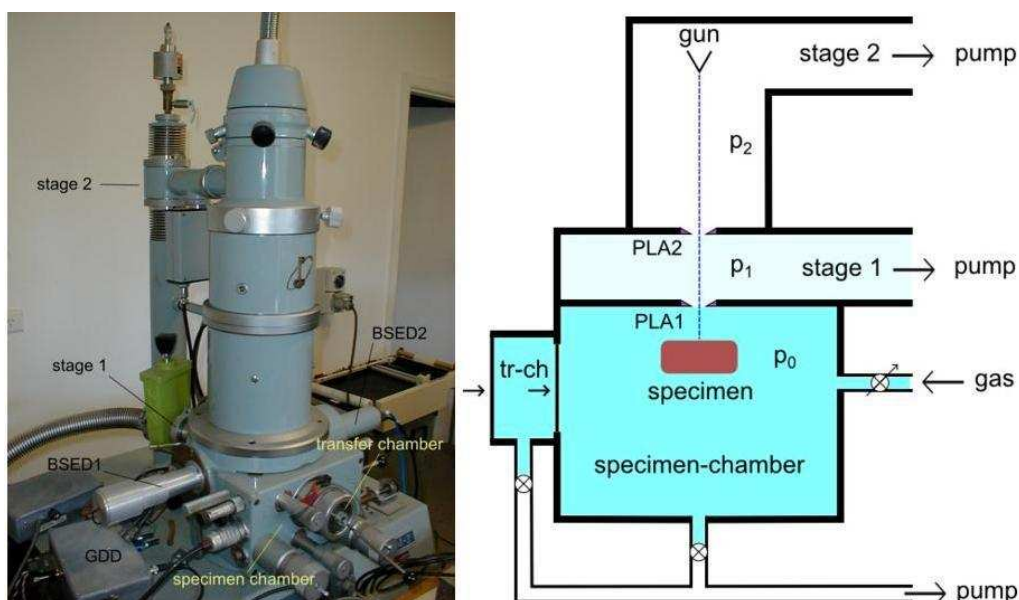 stage 2
stage 1
BSED2
transfer chamber
BSED1
GDD
specimen chamber
gun
stage 2
pump
p2
PLA2
p1
stage 1
pump
PLA1
tr-ch
p0
specimen
gas
specimen-chamber
pump